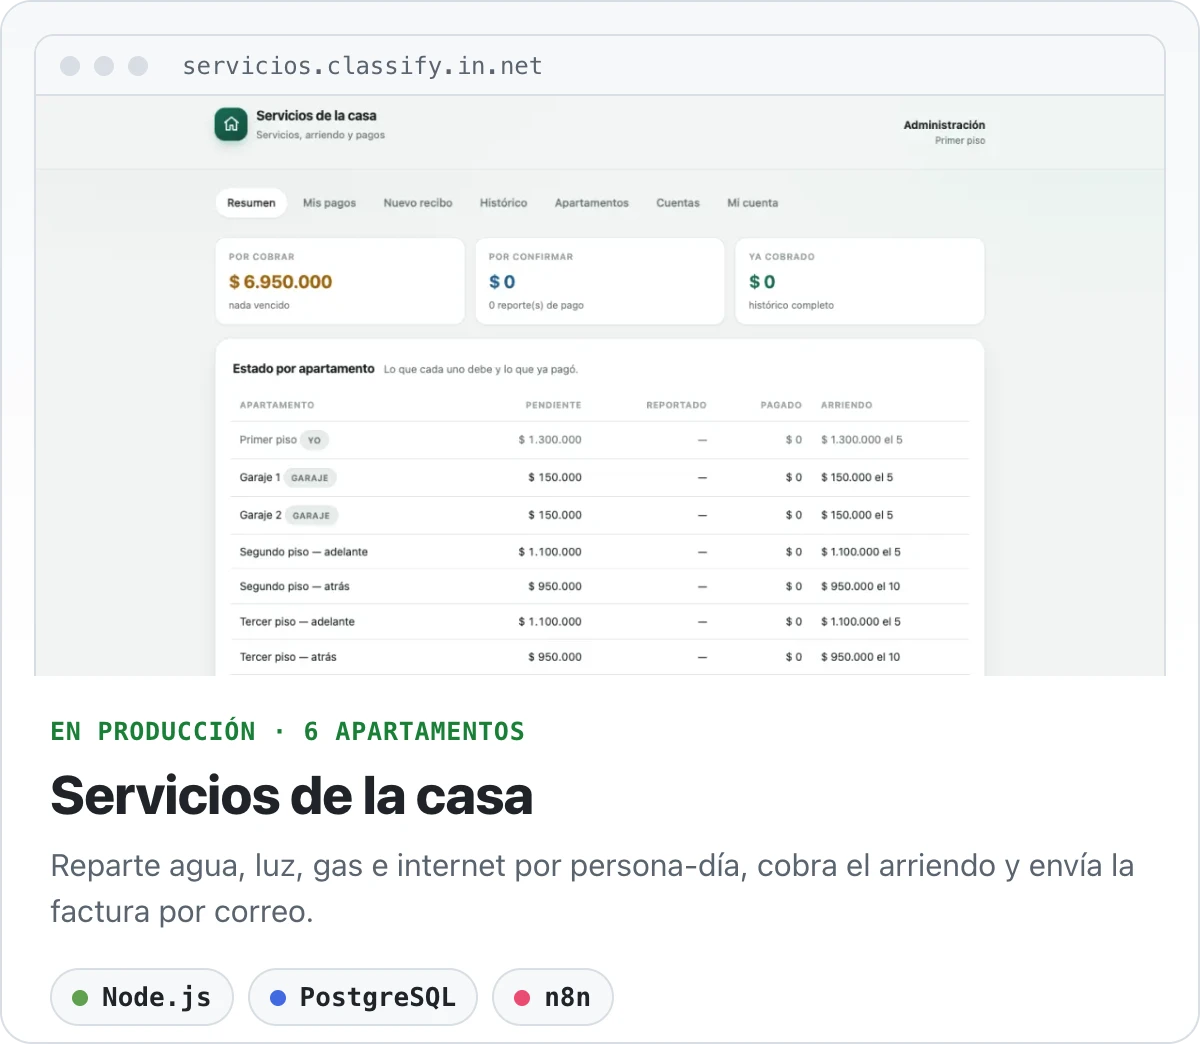 servicios.classify.in.net
Servicios de la casa
Servicios, arriendo y pagos
Administración
Primer piso
Resumen Mis pagos Nuevo recibo Histórico Apartamentos Cuentas Mi cuenta
POR COBRAR POR CONFIRMAR YA COBRADO
$ 6.950.000 $ 0 $ 0
nada vencido 0 reporte(s) de pago histórico completo
Estado por apartamento Lo que cada uno debe y lo que ya pagó.
APARTAMENTO PENDIENTE REPORTADO PAGADO ARRIENDO
Primer piso YO $ 1.300.000 — $ 0 $ 1.300.000 el 5
Garaje 1 GARAJE $ 150.000 — $ 0 $ 150.000 el 5
Garaje 2 GARAJE $ 150.000 — $ 0 $ 150.000 el 5
Segundo piso — adelante $ 1.100.000 — $ 0 $ 1.100.000 el 5
Segundo piso — atrás $ 950.000 — $ 0 $ 950.000 el 10
Tercer piso — adelante $ 1.100.000 — $ 0 $ 1.100.000 el 5
Tercer piso — atrás $ 950.000 — $ 0 $ 950.000 el 10
EN PRODUCCIÓN · 6 APARTAMENTOS
Servicios de la casa
Reparte agua, luz, gas e internet por persona-día, cobra el arriendo y envía la
factura por correo.
Node.js PostgreSQL n8n